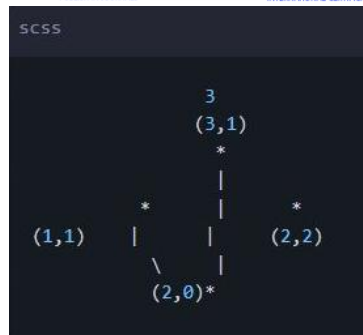 scss
3
(3,1)
*
|
* | *
(1,1) | | (2,2)
\ |
(2,0)*